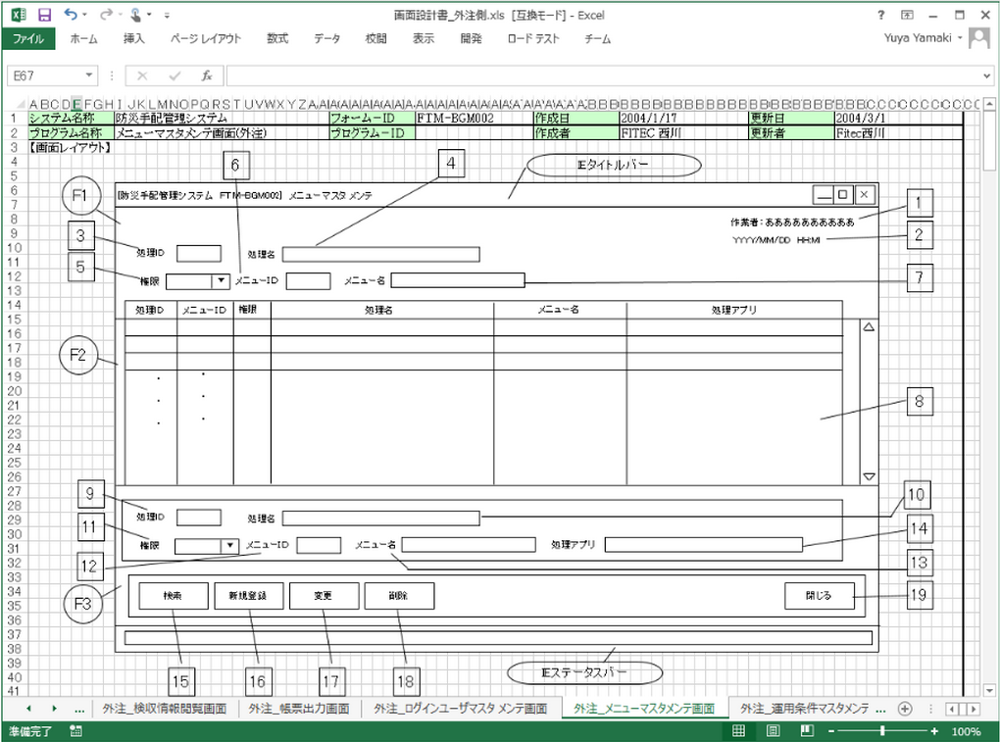 画面設計書_外注側.xls [互換モード] - Excel
ファイル ホーム 挿入 ページ レイアウト 数式 データ 校閲 表示 開発 ロード テスト チーム Yuya Yamaki
E67 fx
1 システム名称 防災手配管理システム フォームーID FTM-BGM002 作成日 2004/1/17 更新日 2004/3/1
2 プログラム名称 メニューマスタメンテ画面(外注) プログラムーID 作成者 FITEC 西川 更新者 Fitec西川
3 【画面レイアウト】
4
5
6
7
8
9
10
11
12
13
14
15
16
17
18
19
20
21
22
23
24
25
26
27
28
29
30
31
32
33
34
35
36
37
38
39
40
41
6 4 IEタイトルバー
F1 [防災手配管理システム FTM-BGM002] メニューマスタ メンテ
作業者:ああああああああああ 1
3 YYYY/MM/DD HH:MI 2
処理ID 処理名
5 権限 メニューID メニュー名 7
処理ID メニューID 権限 処理名 メニュー名 処理アプリ
F2
8
9 処理ID 処理名 10
11 権限 メニューID メニュー名 処理アプリ 14
12 13
F3 検索 新規登録 変更 削除 閉じる 19
15 16 17 18 IEステータスバー
... 外注_検収情報閲覧画面 外注_帳票出力画面 外注_ログインユーザマスタ メンテ画面 外注_メニューマスタメンテ画面 外注_運用条件マスタメンテ ...
準備完了 100%